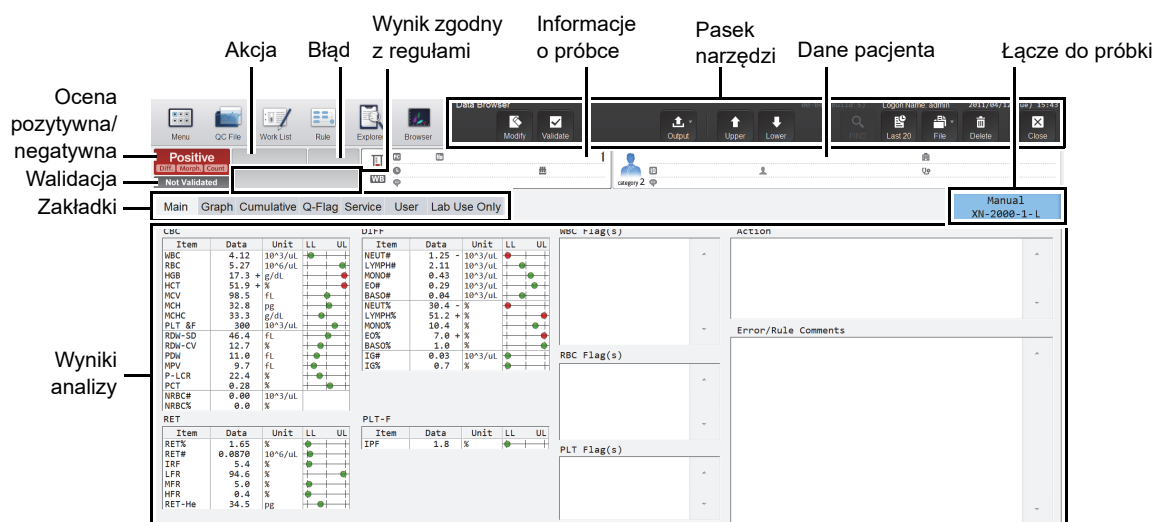 Akcja
Błąd
Wynik zgodny
z regułami
Informacje
o próbce
Pasek
narzędzi
Dane pacjenta
Łącze do próbki
Ocena
pozytywna/
negatywna
Walidacja
Zakładki
Wyniki
analizy
Menu
QC File
Work List
Rule
Explorer
Browser
Data Browser
Logon Name: admin
Modify
Validate
Output
Upper
Lower
Last 20
File
Delete
Close
Positive
Diff. Morph. Count
Not Validated
WB
1
category 2
Main Graph Cumulative Q-Flag Service User Lab Use Only
Manual
XN-2000-1-L
CBC
Item Data Unit LL UL
WBC 4.12 10^3/uL
RBC 5.27 10^6/uL
HGB 17.3 + g/dL
HCT 51.9 + %
MCV 98.5 fL
MCH 32.8 pg
MCHC 33.3 g/dL
PLT &F 300 10^3/uL
RDW-SD 46.4 fL
RDW-CV 12.7 %
PDW 11.0 fL
MPV 9.7 fL
P-LCR 22.4 %
PCT 0.28 %
NRBC# 0.00 10^3/uL
NRBC% 0.0 %
DIFF
Item Data Unit LL UL
NEUT# 1.25 - 10^3/uL
LYMPH# 2.11 10^3/uL
MONO# 0.43 10^3/uL
EO# 0.29 10^3/uL
BASO# 0.04 10^3/uL
NEUT% 30.4 - %
LYMPH% 51.2 + %
MONO% 10.4 %
EO% 7.0 + %
BASO% 1.0 %
IG# 0.03 10^3/uL
IG% 0.7 %
RET
Item Data Unit LL UL
RET% 1.65 %
RET# 0.0870 10^6/uL
IRF 5.4 %
LFR 94.6 %
MFR 5.0 %
HFR 0.4 %
RET-He 34.5 pg
PLT-F
Item Data Unit LL UL
IPF 1.8 %
WBC Flag(s)
RBC Flag(s)
PLT Flag(s)
Action
Error/Rule Comments